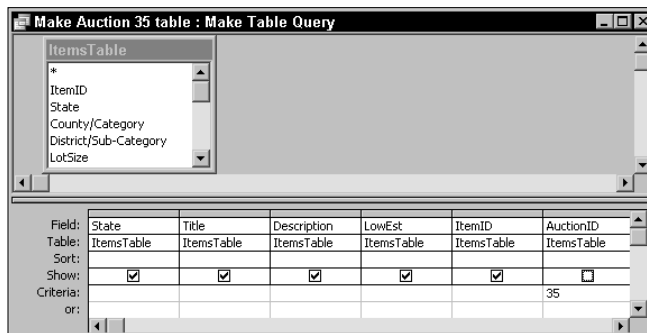 Make Auction 35 table : Make Table Query
ItemsTable
*
ItemID
State
County/Category
District/Sub-Category
LotSize
Field: State Title Description LowEst ItemID AuctionID
Table: ItemsTable ItemsTable ItemsTable ItemsTable ItemsTable ItemsTable
Sort:
Show:
Criteria: 35
or: